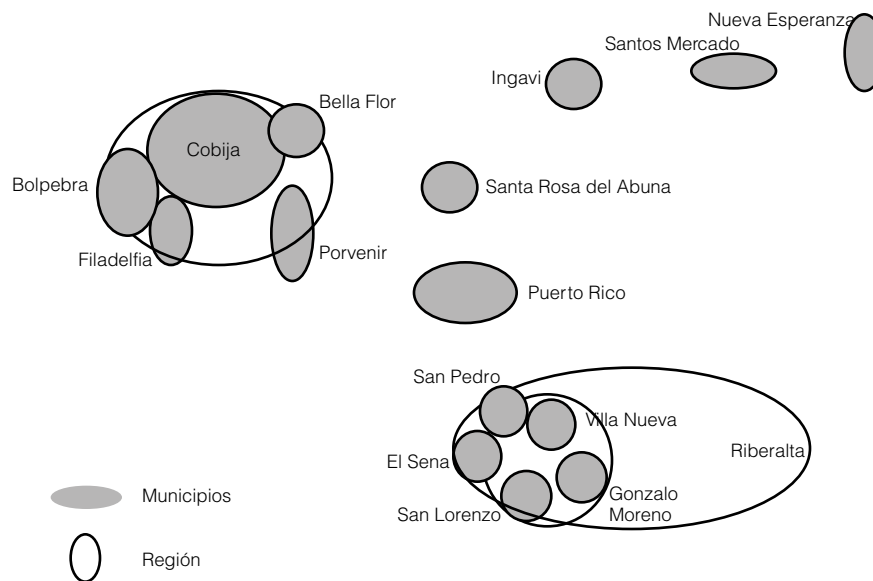 Nueva Esperanza
Santos Mercado
Ingavi
Bella Flor
Cobija
Bolpebra
Santa Rosa del Abuna
Filadelfia
Porvenir
Puerto Rico
San Pedro
Villa Nueva
Riberalta
El Sena
Gonzalo
Moreno
San Lorenzo
Municipios
Región